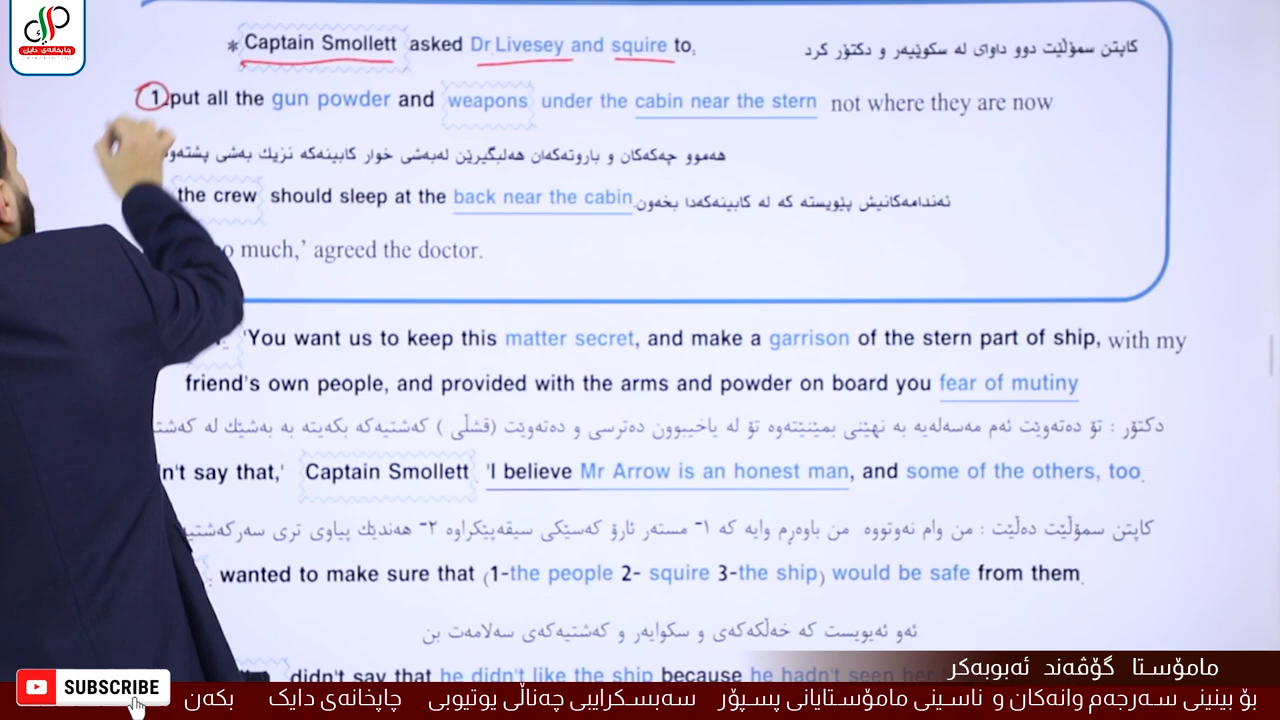 چاپخانەی دایك
* Captain Smollett asked Dr Livesey and squire to, کاپتن سمۆڵێت دوو داوای لە سکوێیەر و دکتۆر کرد
1 put all the gun powder and weapons under the cabin near the stern not where they are now
هەموو چەکەکان و باروتەکەان هەلبگیرێن لەبەشی خوار کابینەکە نزیك بەشی پشتەو
the crew should sleep at the back near the cabin. ئەندامەکانیش پێویستە کە لە کابینەکەدا بخەون
o much,' agreed the doctor.
'You want us to keep this matter secret, and make a garrison of the stern part of ship, with my
friend's own people, and provided with the arms and powder on board you fear of mutiny
دکتۆر : تۆ دەتەوێت ئەم مەسەلەیە بە نهێنی بمێنێتەوە تۆ لە یاخیبوون دەترسی و دەتەوێت (قشڵی ) کەشتیەکە بکەیتە بە بەشێك لە کەشت
n't say that,' Captain Smollett 'I believe Mr Arrow is an honest man, and some of the others, too.
کاپتن سمۆڵێت دەڵێت : من وام نەوتووە من باوەڕم وایە کە ١- مستەر ئارۆ کەسێکی سیقەپێکراوە ٢- هەندێك پیاوی تری سەرکەشتی
: wanted to make sure that (1-the people 2- squire 3-the ship) would be safe from them.
ئەو ئەیویست کە خەڵکەکەی و سکوایەر و کەشتیەکەی سەلامەت بن
didn't say that he didn't like the ship because he hadn't seen her
مامۆستا گۆڤەند ئەبوبەکر
SUBSCRIBE
بۆ بینینی سەرجەم وانەکان و ناسینی مامۆستایانی پسپۆر سەبسکرایبی چەناڵی یوتیوبی چاپخانەی دایک بکەن